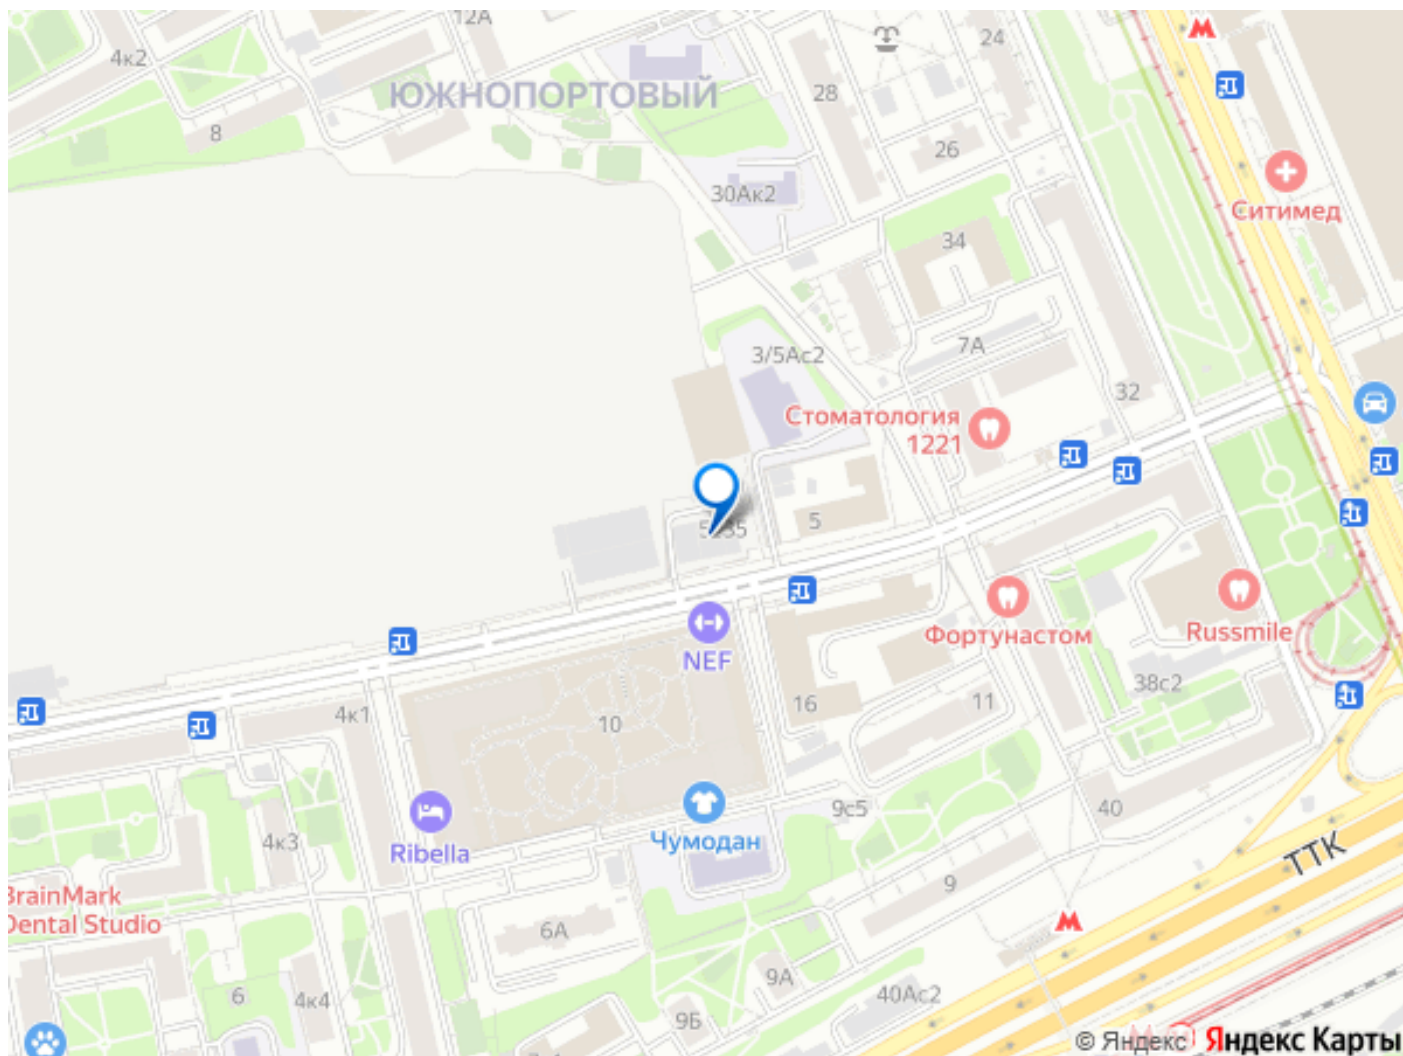 12А
24
4к2
28
ЮЖНОПОРТОВЫЙ
8
26
30Ак2
Ситимед
34
3/5Ас2
7А
32
Стоматология
1221
5
NEF
Фортунастом
Russmile
38с2
11
16
4к1
10
9с5
40
Чумодан
4к3
Ribella
ТТК
BrainMark
Dental Studio
9
6А
9А
40Ас2
6
4к4
9Б
© Яндекс Яндекс Карты